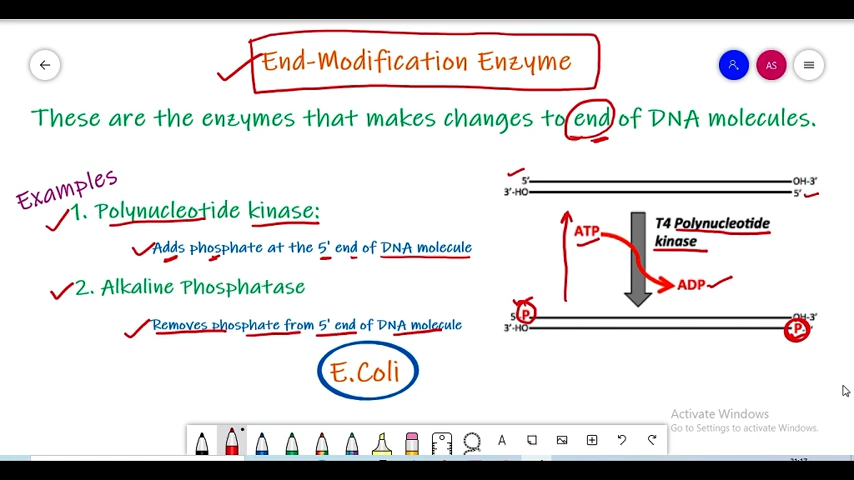 End-Modification Enzyme
AS
These are the enzymes that makes changes to end of DNA molecules.
Examples
1. Polynucleotide kinase:
Adds phosphate at the 5' end of DNA molecule
2. Alkaline Phosphatase
Removes phosphate from 5' end of DNA molecule
E.Coli
5' OH-3'
3'-HO 5'
ATP
T4 Polynucleotide
kinase
ADP
5 P OH-3'
3'-HO P
Activate Windows
Go to Settings to activate Windows.
A